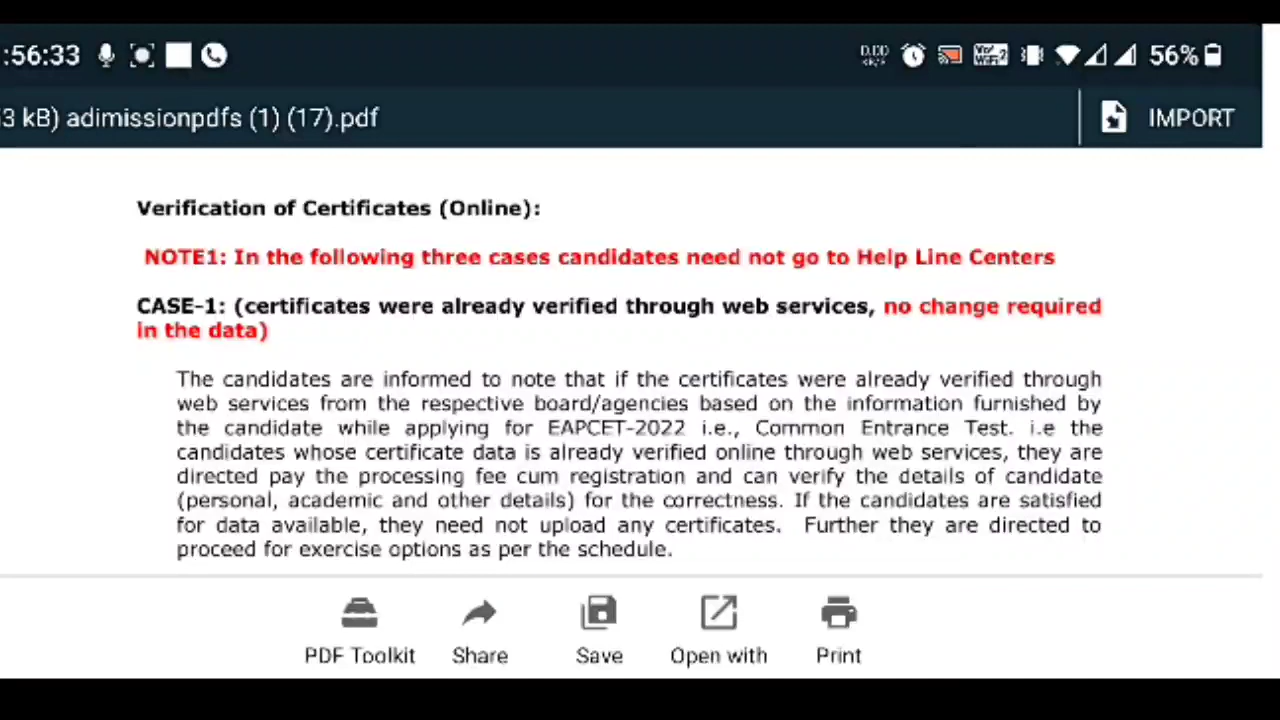 :56:33
56%
3 kB) adimissionpdfs (1) (17).pdf
IMPORT
Verification of Certificates (Online):
NOTE1: In the following three cases candidates need not go to Help Line Centers
CASE-1: (certificates were already verified through web services, no change required
in the data)
The candidates are informed to note that if the certificates were already verified through
web services from the respective board/agencies based on the information furnished by
the candidate while applying for EAPCET-2022 i.e., Common Entrance Test. i.e the
candidates whose certificate data is already verified online through web services, they are
directed pay the processing fee cum registration and can verify the details of candidate
(personal, academic and other details) for the correctness. If the candidates are satisfied
for data available, they need not upload any certificates. Further they are directed to
proceed for exercise options as per the schedule.
PDF Toolkit
Share
Save
Open with
Print